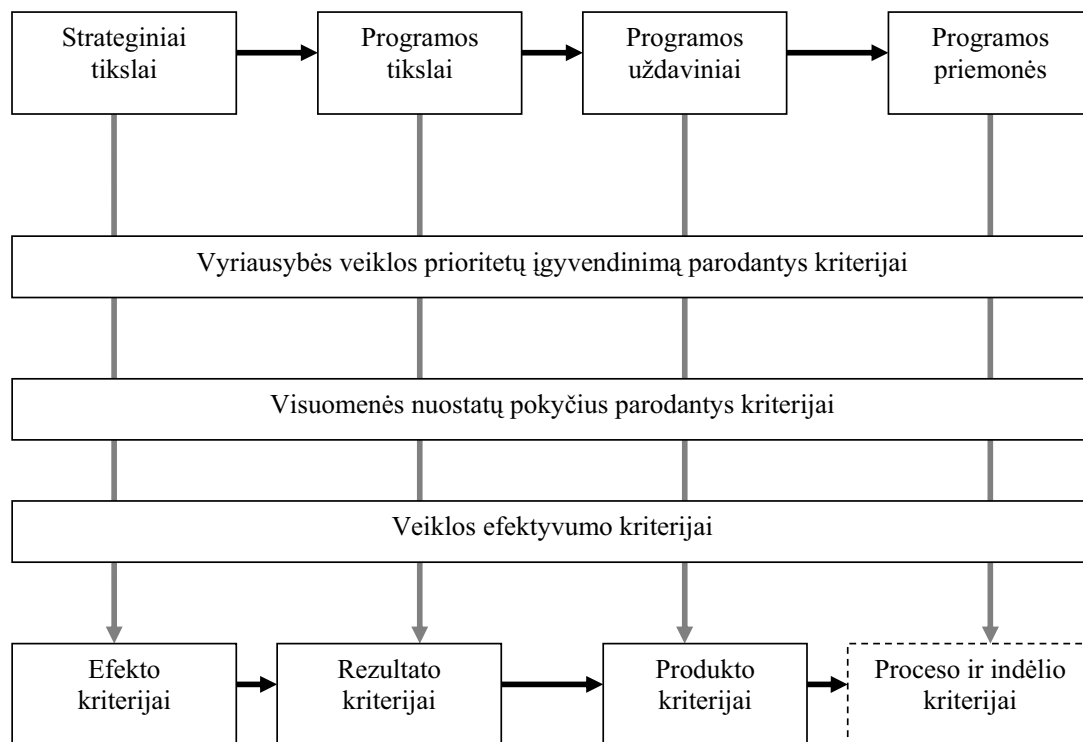 Strateginiai
tikslai
Programos
tikslai
Programos
uždaviniai
Programos
priemonės
Vyriausybės veiklos prioritetų įgyvendinimą parodantys kriterijai
Visuomenės nuostatų pokyčius parodantys kriterijai
Veiklos efektyvumo kriterijai
Efekto
kriterijai
Rezultato
kriterijai
Produkto
kriterijai
Proceso ir indėlio
kriterijai